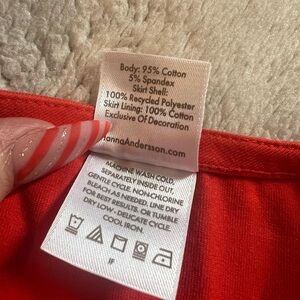 Body: 95% Cotton
5% Spandex
Skirt Shell:
100% Recycled Polyester
Skirt Lining: 100% Cotton
Exclusive Of Decoration
HannaAndersson.com
MACHINE WASH COLD,
SEPARATELY INSIDE OUT,
GENTLE CYCLE. NON-CHLORINE
BLEACH AS NEEDED. LINE DRY
FOR BEST RESULTS. OR TUMBLE
DRY LOW - DELICATE CYCLE.
COOL IRON.
IF